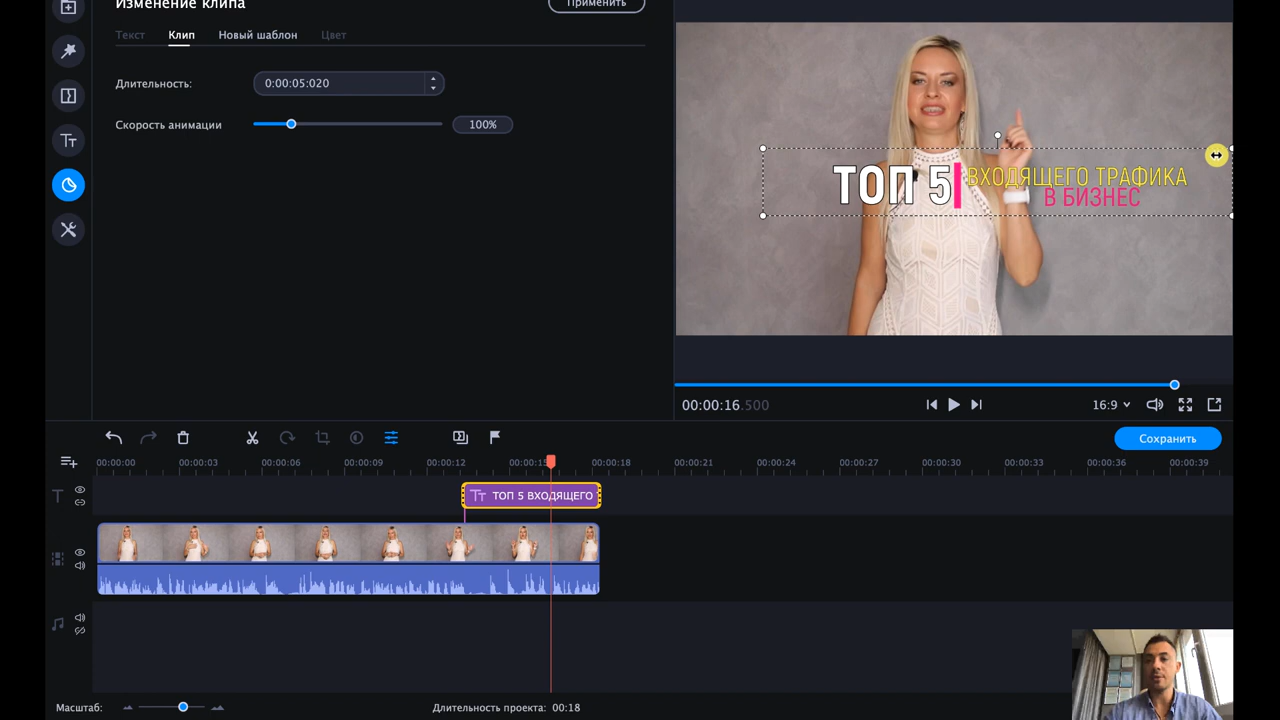 Изменение клипа
Применить
Текст Клип Новый шаблон Цвет
Длительность: 0:00:05:020
Скорость анимации 100%
ТОП 5 ВХОДЯЩЕГО ТРАФИКА
В БИЗНЕС
00:00:16.500
16:9
Сохранить
00:00:00 00:00:03 00:00:06 00:00:09 00:00:12 00:00:15 00:00:18 00:00:21 00:00:24 00:00:27 00:00:30 00:00:33 00:00:36 00:00:39
T Тт ТОП 5 ВХОДЯЩЕГО
Масштаб: Длительность проекта: 00:18